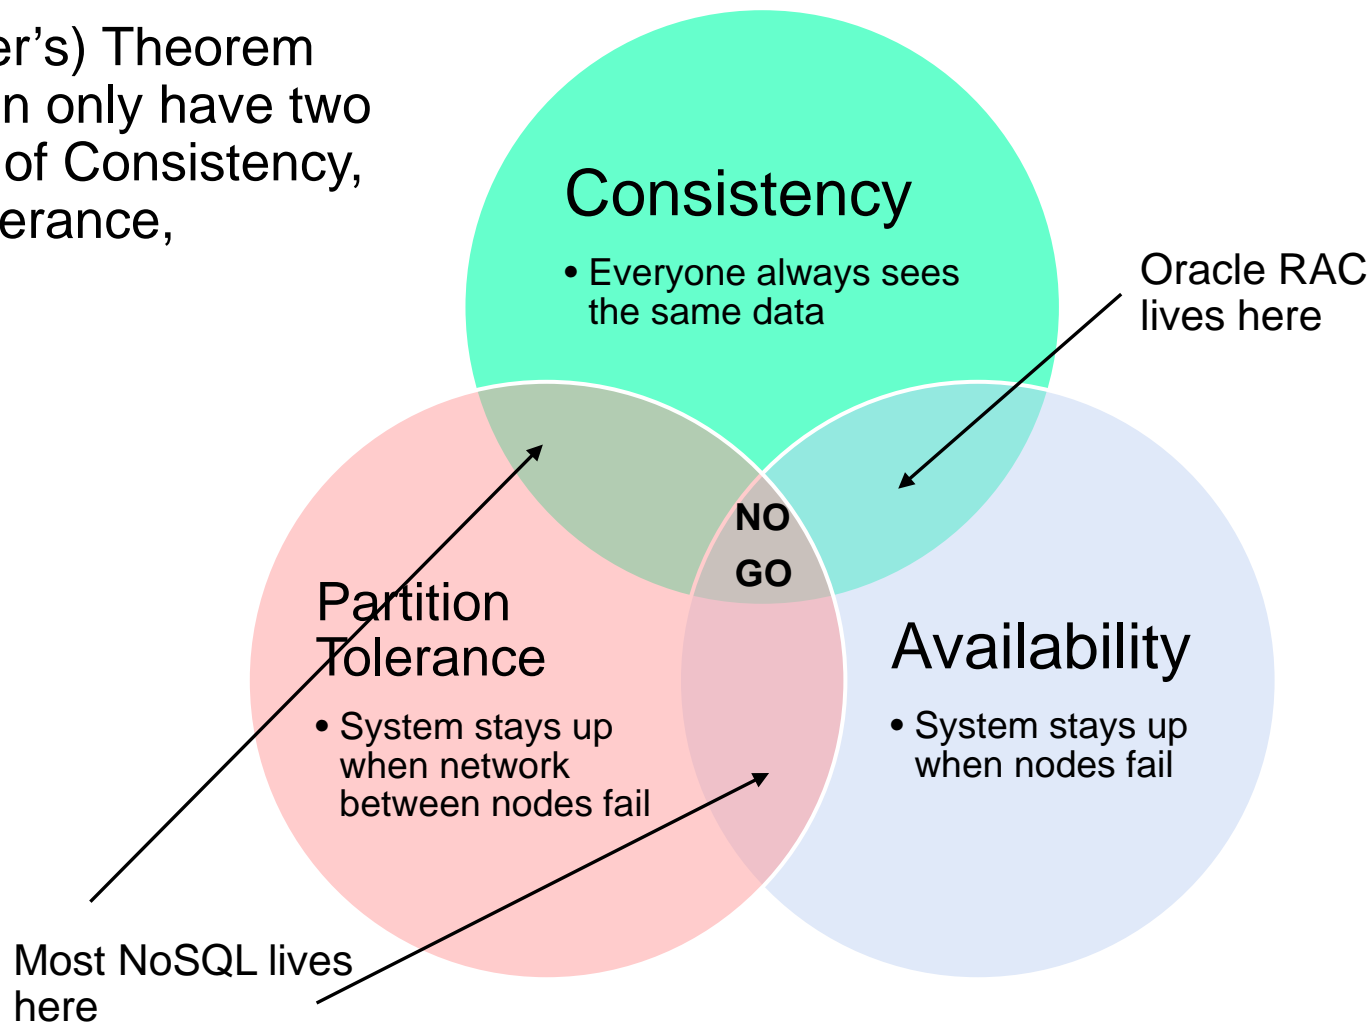 er’s) Theorem
n only have two
of Consistency,
erance,
Consistency
• Everyone always sees
the same data
Oracle RAC
lives here
NO
GO
Partition
Tolerance
• System stays up
when network
between nodes fail
Availability
• System stays up
when nodes fail
Most NoSQL lives
here